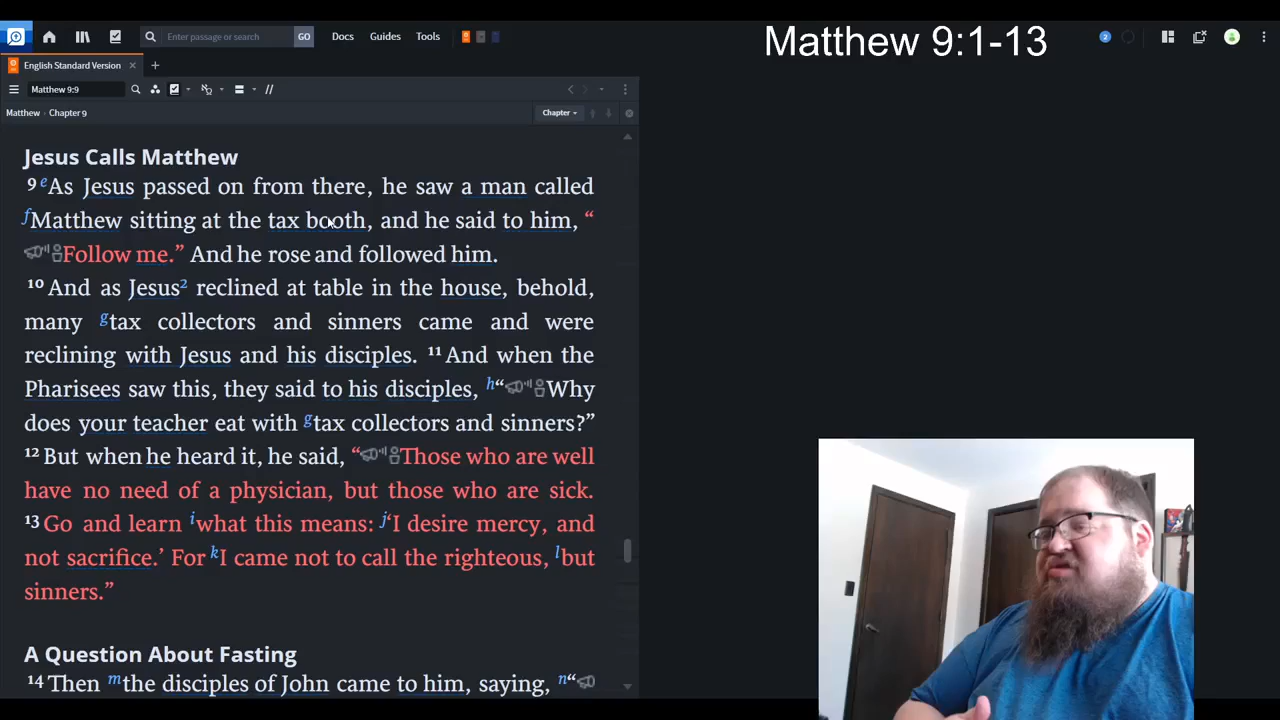 Enter passage or search GO Docs Guides Tools
Matthew 9:1-13
2
English Standard Version
Matthew 9:9
Matthew › Chapter 9 Chapter
Jesus Calls Matthew
9 e As Jesus passed on from there, he saw a man called
f Matthew sitting at the tax booth, and he said to him, “
Follow me.” And he rose and followed him.
10 And as Jesus2 reclined at table in the house, behold,
many g tax collectors and sinners came and were
reclining with Jesus and his disciples. 11 And when the
Pharisees saw this, they said to his disciples, h “Why
does your teacher eat with g tax collectors and sinners?”
12 But when he heard it, he said, “Those who are well
have no need of a physician, but those who are sick.
13 Go and learn i what this means: j ‘I desire mercy, and
not sacrifice.’ For k I came not to call the righteous, l but
sinners.”
A Question About Fasting
14 Then m the disciples of John came to him, saying, n “